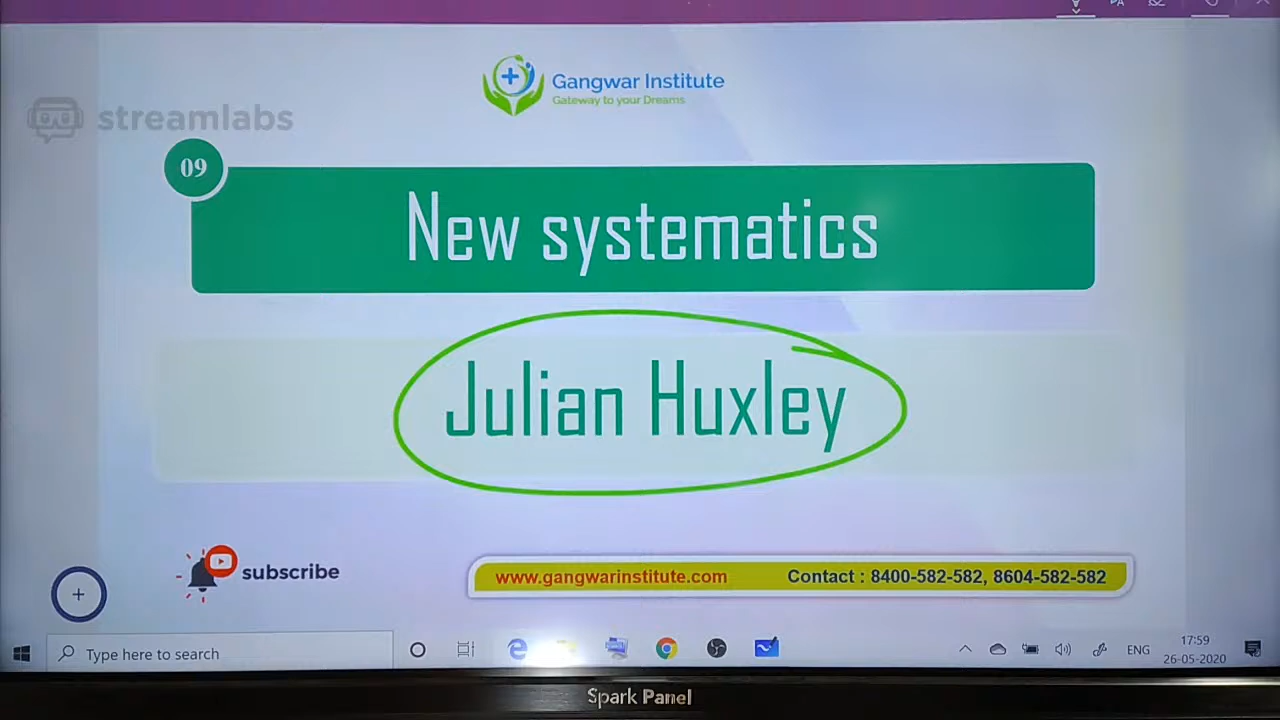 Gangwar Institute
Gateway to your Dreams
streamlabs
09
New systematics
Julian Huxley
subscribe
www.gangwarinstitute.com Contact : 8400-582-582, 8604-582-582
Type here to search
ENG
17:59
26-05-2020
Spark Panel